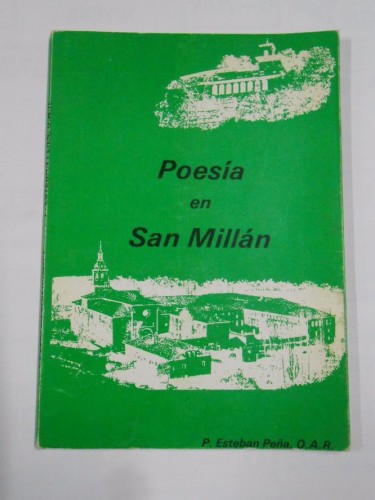 Poesía
en
San Millán
P. Esteban Peña, O.A.R.